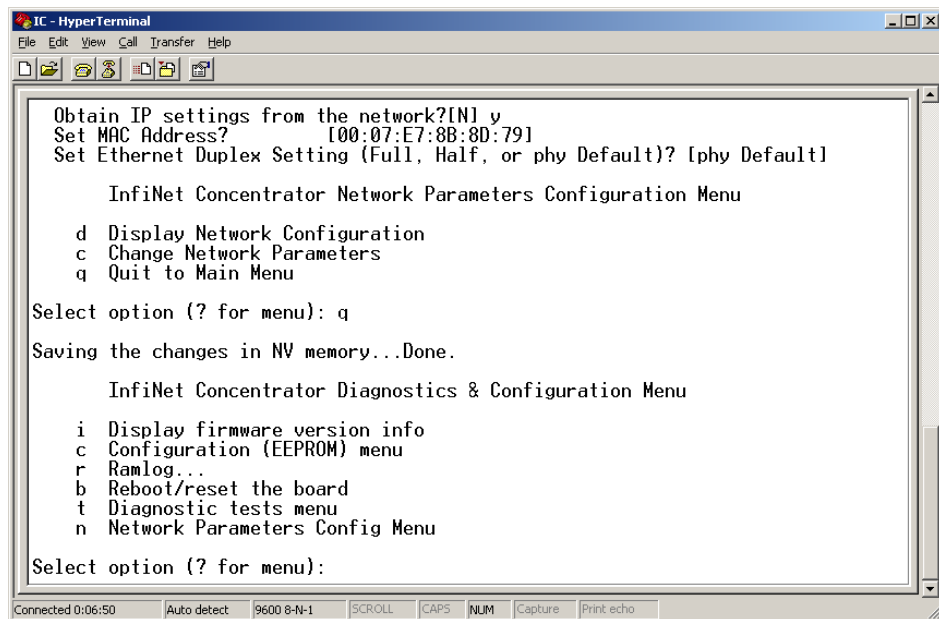 IC - HyperTerminal
File Edit View Call Transfer Help
Obtain IP settings from the network?[N] y
Set MAC Address? [00:07:E7:8B:8D:79]
Set Ethernet Duplex Setting (Full, Half, or phy Default)? [phy Default]
InfiNet Concentrator Network Parameters Configuration Menu
d Display Network Configuration
c Change Network Parameters
q Quit to Main Menu
Select option (? for menu): q
Saving the changes in NV memory...Done.
InfiNet Concentrator Diagnostics & Configuration Menu
i Display firmware version info
c Configuration (EEPROM) menu
r Ramlog...
b Reboot/reset the board
t Diagnostic tests menu
n Network Parameters Config Menu
Select option (? for menu):
Connected 0:06:50 Auto detect 9600 8-N-1 SCROLL CAPS NUM Capture Print echo